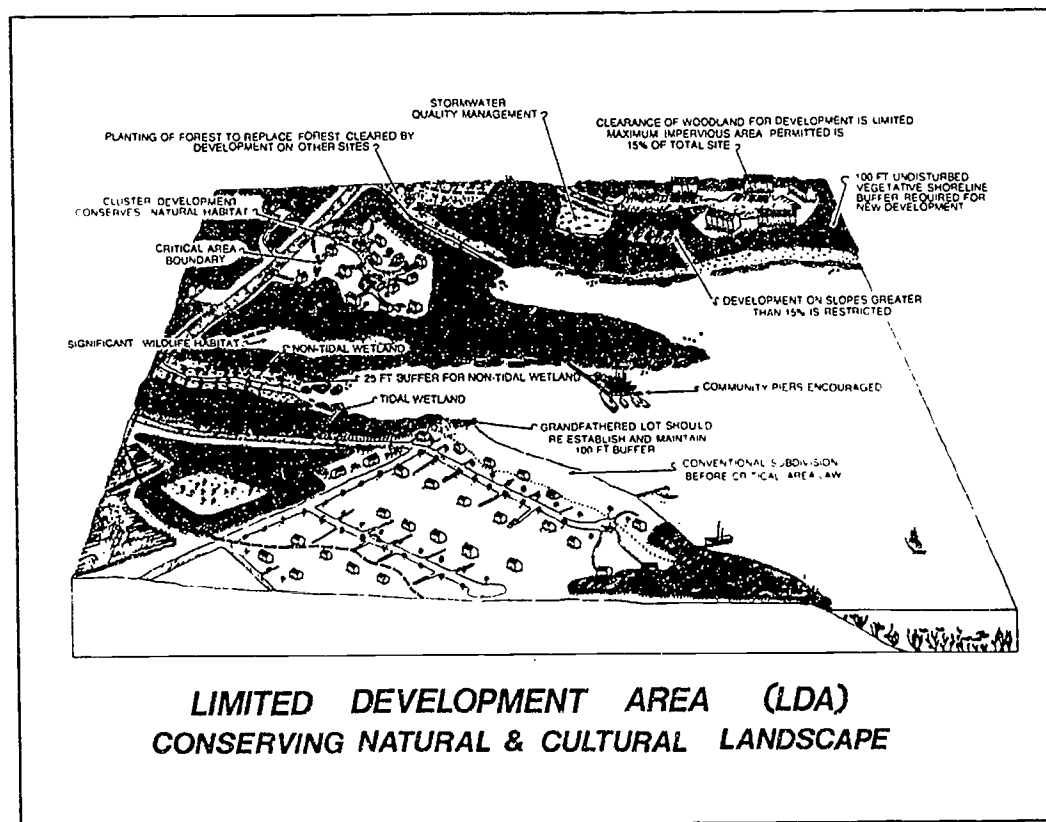 STORMWATER
QUALITY MANAGEMENT
CLEARANCE OF WOODLAND FOR DEVELOPMENT IS LIMITED
MAXIMUM IMPERVIOUS AREA PERMITTED IS
15% OF TOTAL SITE
PLANTING OF FOREST TO REPLACE FOREST CLEARED BY
DEVELOPMENT ON OTHER SITES
100 FT UNDISTURBED
VEGETATIVE SHORELINE
BUFFER REQUIRED FOR
NEW DEVELOPMENT
CLUSTER DEVELOPMENT
CONSERVES NATURAL HABITAT
CRITICAL AREA
BOUNDARY
DEVELOPMENT ON SLOPES GREATER
THAN 15% IS RESTRICTED
SIGNIFICANT WILDLIFE HABITAT
NON-TIDAL WETLAND
25 FT BUFFER FOR NON-TIDAL WETLAND
COMMUNITY PIERS ENCOURAGED
TIDAL WETLAND
GRANDFATHERED LOT SHOULD
RE ESTABLISH AND MAINTAIN
100 FT BUFFER
CONVENTIONAL SUBDIVISION
BEFORE CRITICAL AREA LAW
LIMITED DEVELOPMENT AREA (LDA)
CONSERVING NATURAL & CULTURAL LANDSCAPE